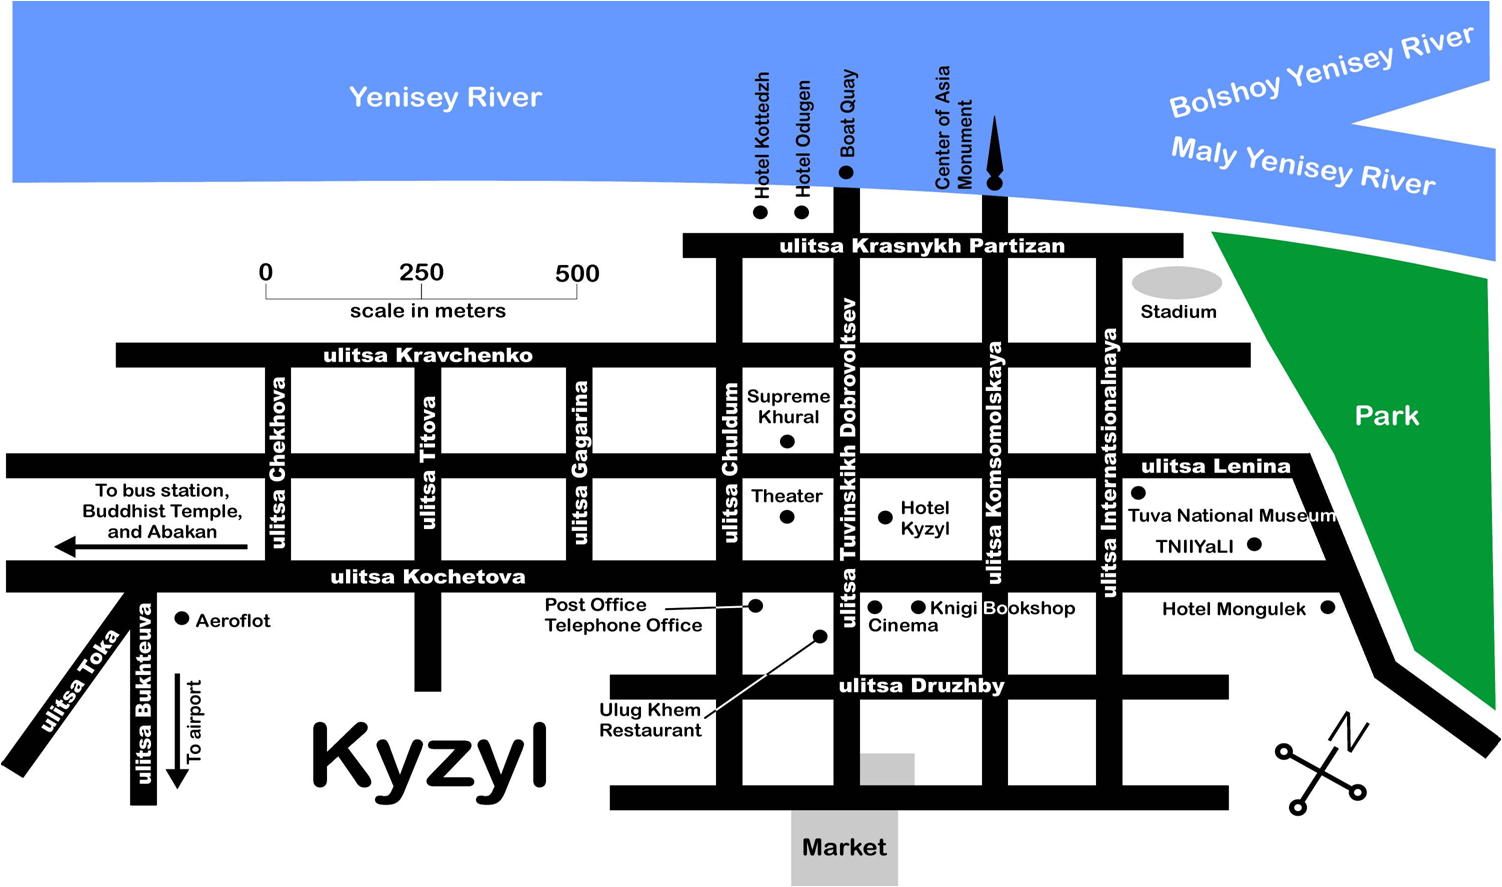 Yenisey River
Bolshoy Yenisey River
Maly Yenisey River
Hotel Kottedzh
Hotel Odugen
Boat Quay
Center of Asia
Monument
ulitsa Krasnykh Partizan
0 250 500
scale in meters
Stadium
ulitsa Kravchenko
Park
ulitsa Chekhova
ulitsa Titova
ulitsa Gagarina
ulitsa Chuldum
ulitsa Tuvinskikh Dobrovoltsev
ulitsa Komsomolskaya
ulitsa Internatsionalnaya
Supreme
Khural
ulitsa Lenina
To bus station,
Buddhist Temple,
and Abakan
Theater
Hotel
Kyzyl
Tuva National Museum
TNIIYaLI
ulitsa Kochetova
Aeroflot
Post Office
Telephone Office
Cinema
Knigi Bookshop
Hotel Mongulek
ulitsa Toka
ulitsa Bukhteuva
To airport
ulitsa Druzhby
Ulug Khem
Restaurant
Kyzyl
N
Market